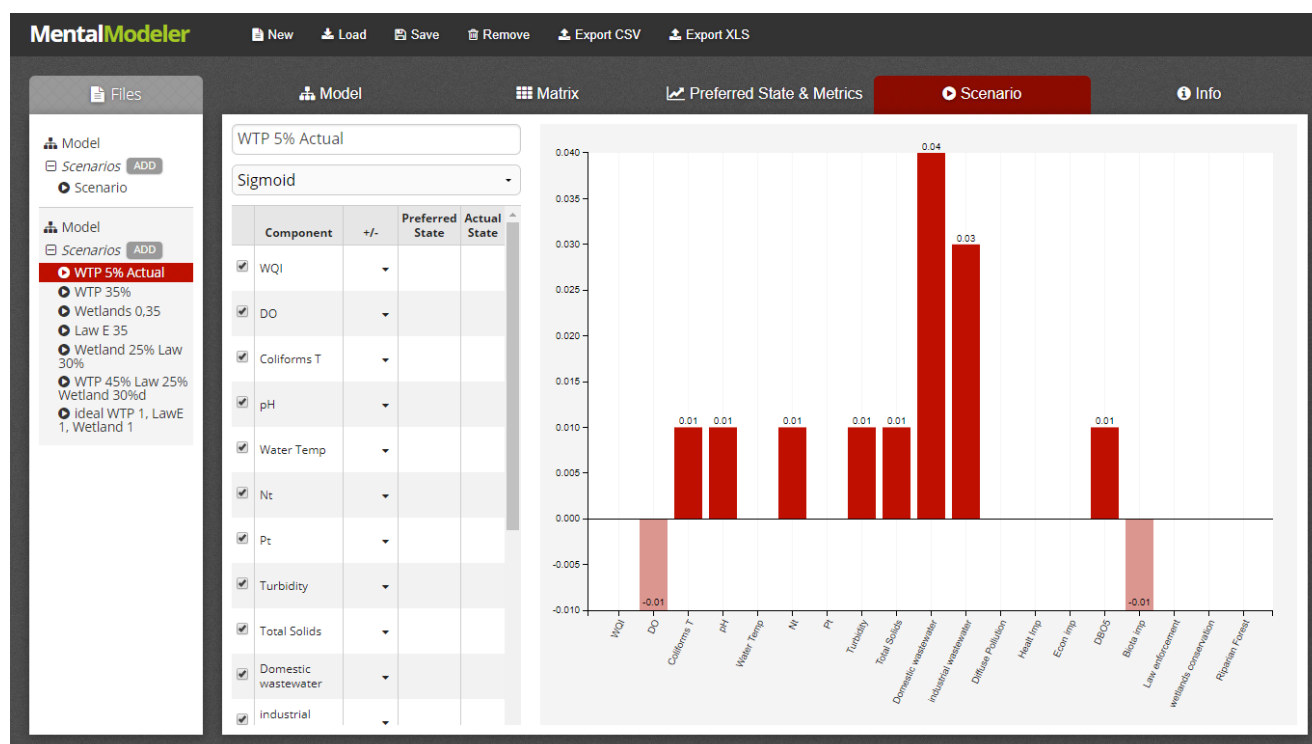 MentalModeler
New
Load
Save
Remove
Export CSV
Export XLS
Files
Model
Matrix
Preferred State & Metrics
Scenario
Info
Model
Scenarios ADD
Scenario
Model
Scenarios ADD
WTP 5% Actual
WTP 35%
Wetlands 0,35
Law E 35
Wetland 25% Law
30%
WTP 45% Law 25%
Wetland 30%d
ideal WTP 1, LawE
1, Wetland 1
WTP 5% Actual
Sigmoid
Component
+/-
Preferred
State
Actual
State
WQI
DO
Coliforms T
pH
Water Temp
Nt
Pt
Turbidity
Total Solids
Domestic
wastewater
industrial
0.040
0.035
0.030
0.025
0.020
0.015
0.010
0.005
0.000
-0.005
-0.010
-0.01
0.01
0.01
0.01
0.01
0.01
0.04
0.03
0.01
-0.01
WQI
DO
Coliforms T
pH
Water Temp
Nt
Pt
Turbidity
Total Solids
Domestic wastewater
industrial wastewater
Diffuse Pollution
Healt Imp
Econ imp
DBO5
Biota imp
Law enforcement
wetlands conservation
Riparian Forest